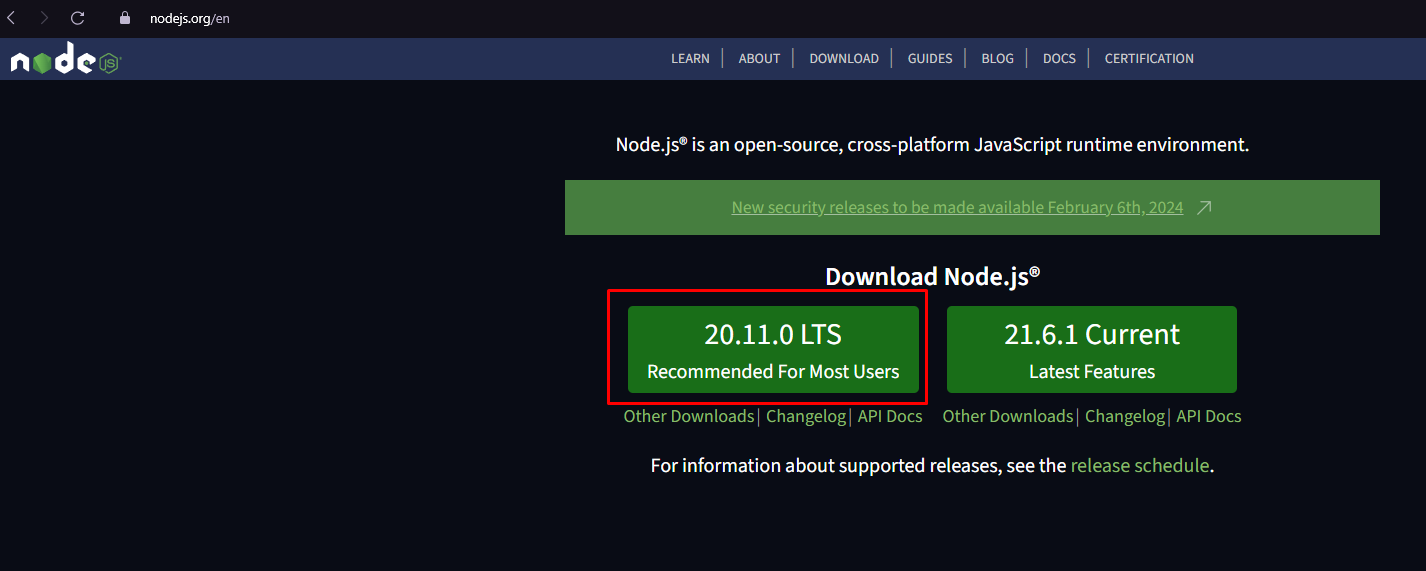 nodejs.org/en
node JS
LEARN ABOUT DOWNLOAD GUIDES BLOG DOCS CERTIFICATION
Node.js® is an open-source, cross-platform JavaScript runtime environment.
New security releases to be made available February 6th, 2024
Download Node.js®
20.11.0 LTS
Recommended For Most Users
21.6.1 Current
Latest Features
Other Downloads | Changelog | API Docs
Other Downloads | Changelog | API Docs
For information about supported releases, see the release schedule.